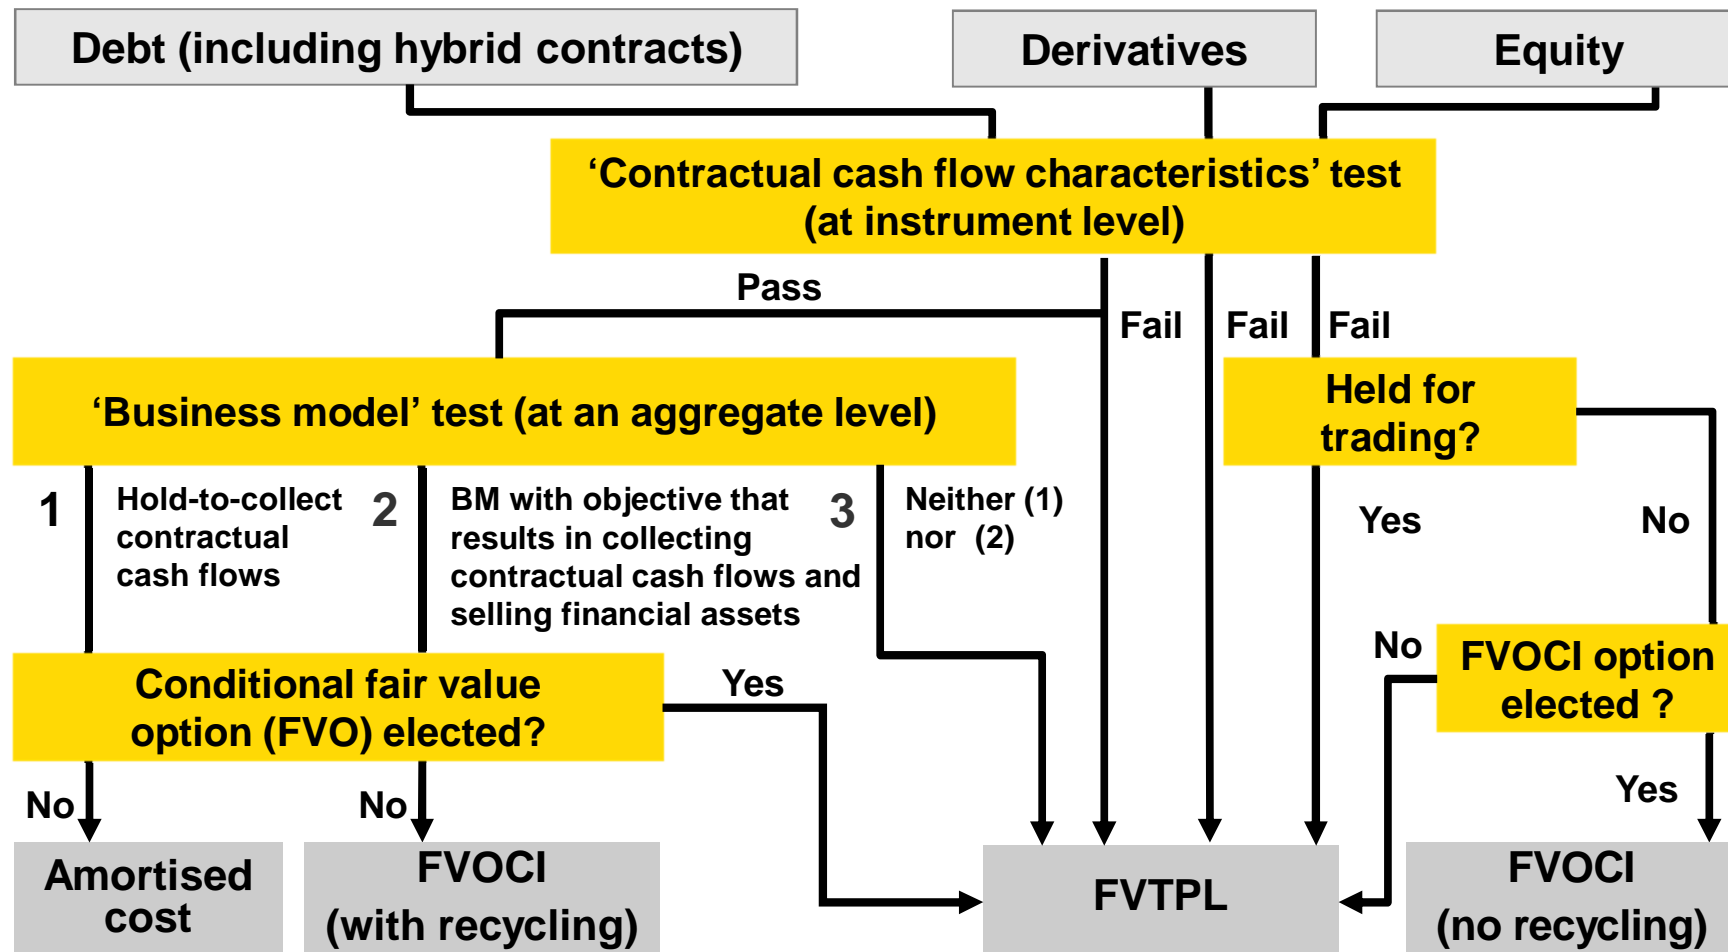 Debt (including hybrid contracts)
Derivatives
Equity
‘Contractual cash flow characteristics’ test
(at instrument level)
Pass
Fail
Fail
Fail
‘Business model’ test (at an aggregate level)
Held for
trading?
1
Hold-to-collect
contractual
cash flows
2
BM with objective that
results in collecting
contractual cash flows and
selling financial assets
3
Neither (1)
nor (2)
Yes
No
Conditional fair value
option (FVO) elected?
Yes
No
FVOCI option
elected ?
No
No
Yes
Amortised
cost
FVOCI
(with recycling)
FVTPL
FVOCI
(no recycling)